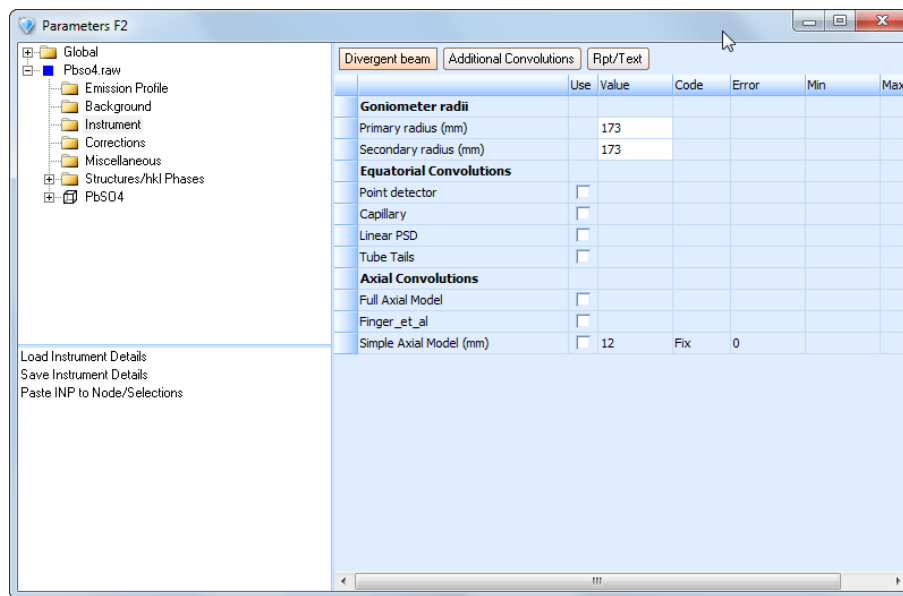 Parameters F2
Global
Pbso4.raw
Emission Profile
Background
Instrument
Corrections
Miscellaneous
Structures/hkl Phases
PbSO4
Load Instrument Details
Save Instrument Details
Paste INP to Node/Selections
Divergent beam Additional Convolutions Rpt/Text
Use Value Code Error Min Max
Goniometer radii
Primary radius (mm) 173
Secondary radius (mm) 173
Equatorial Convolutions
Point detector
Capillary
Linear PSD
Tube Tails
Axial Convolutions
Full Axial Model
Finger_et_al
Simple Axial Model (mm) 12 Fix 0